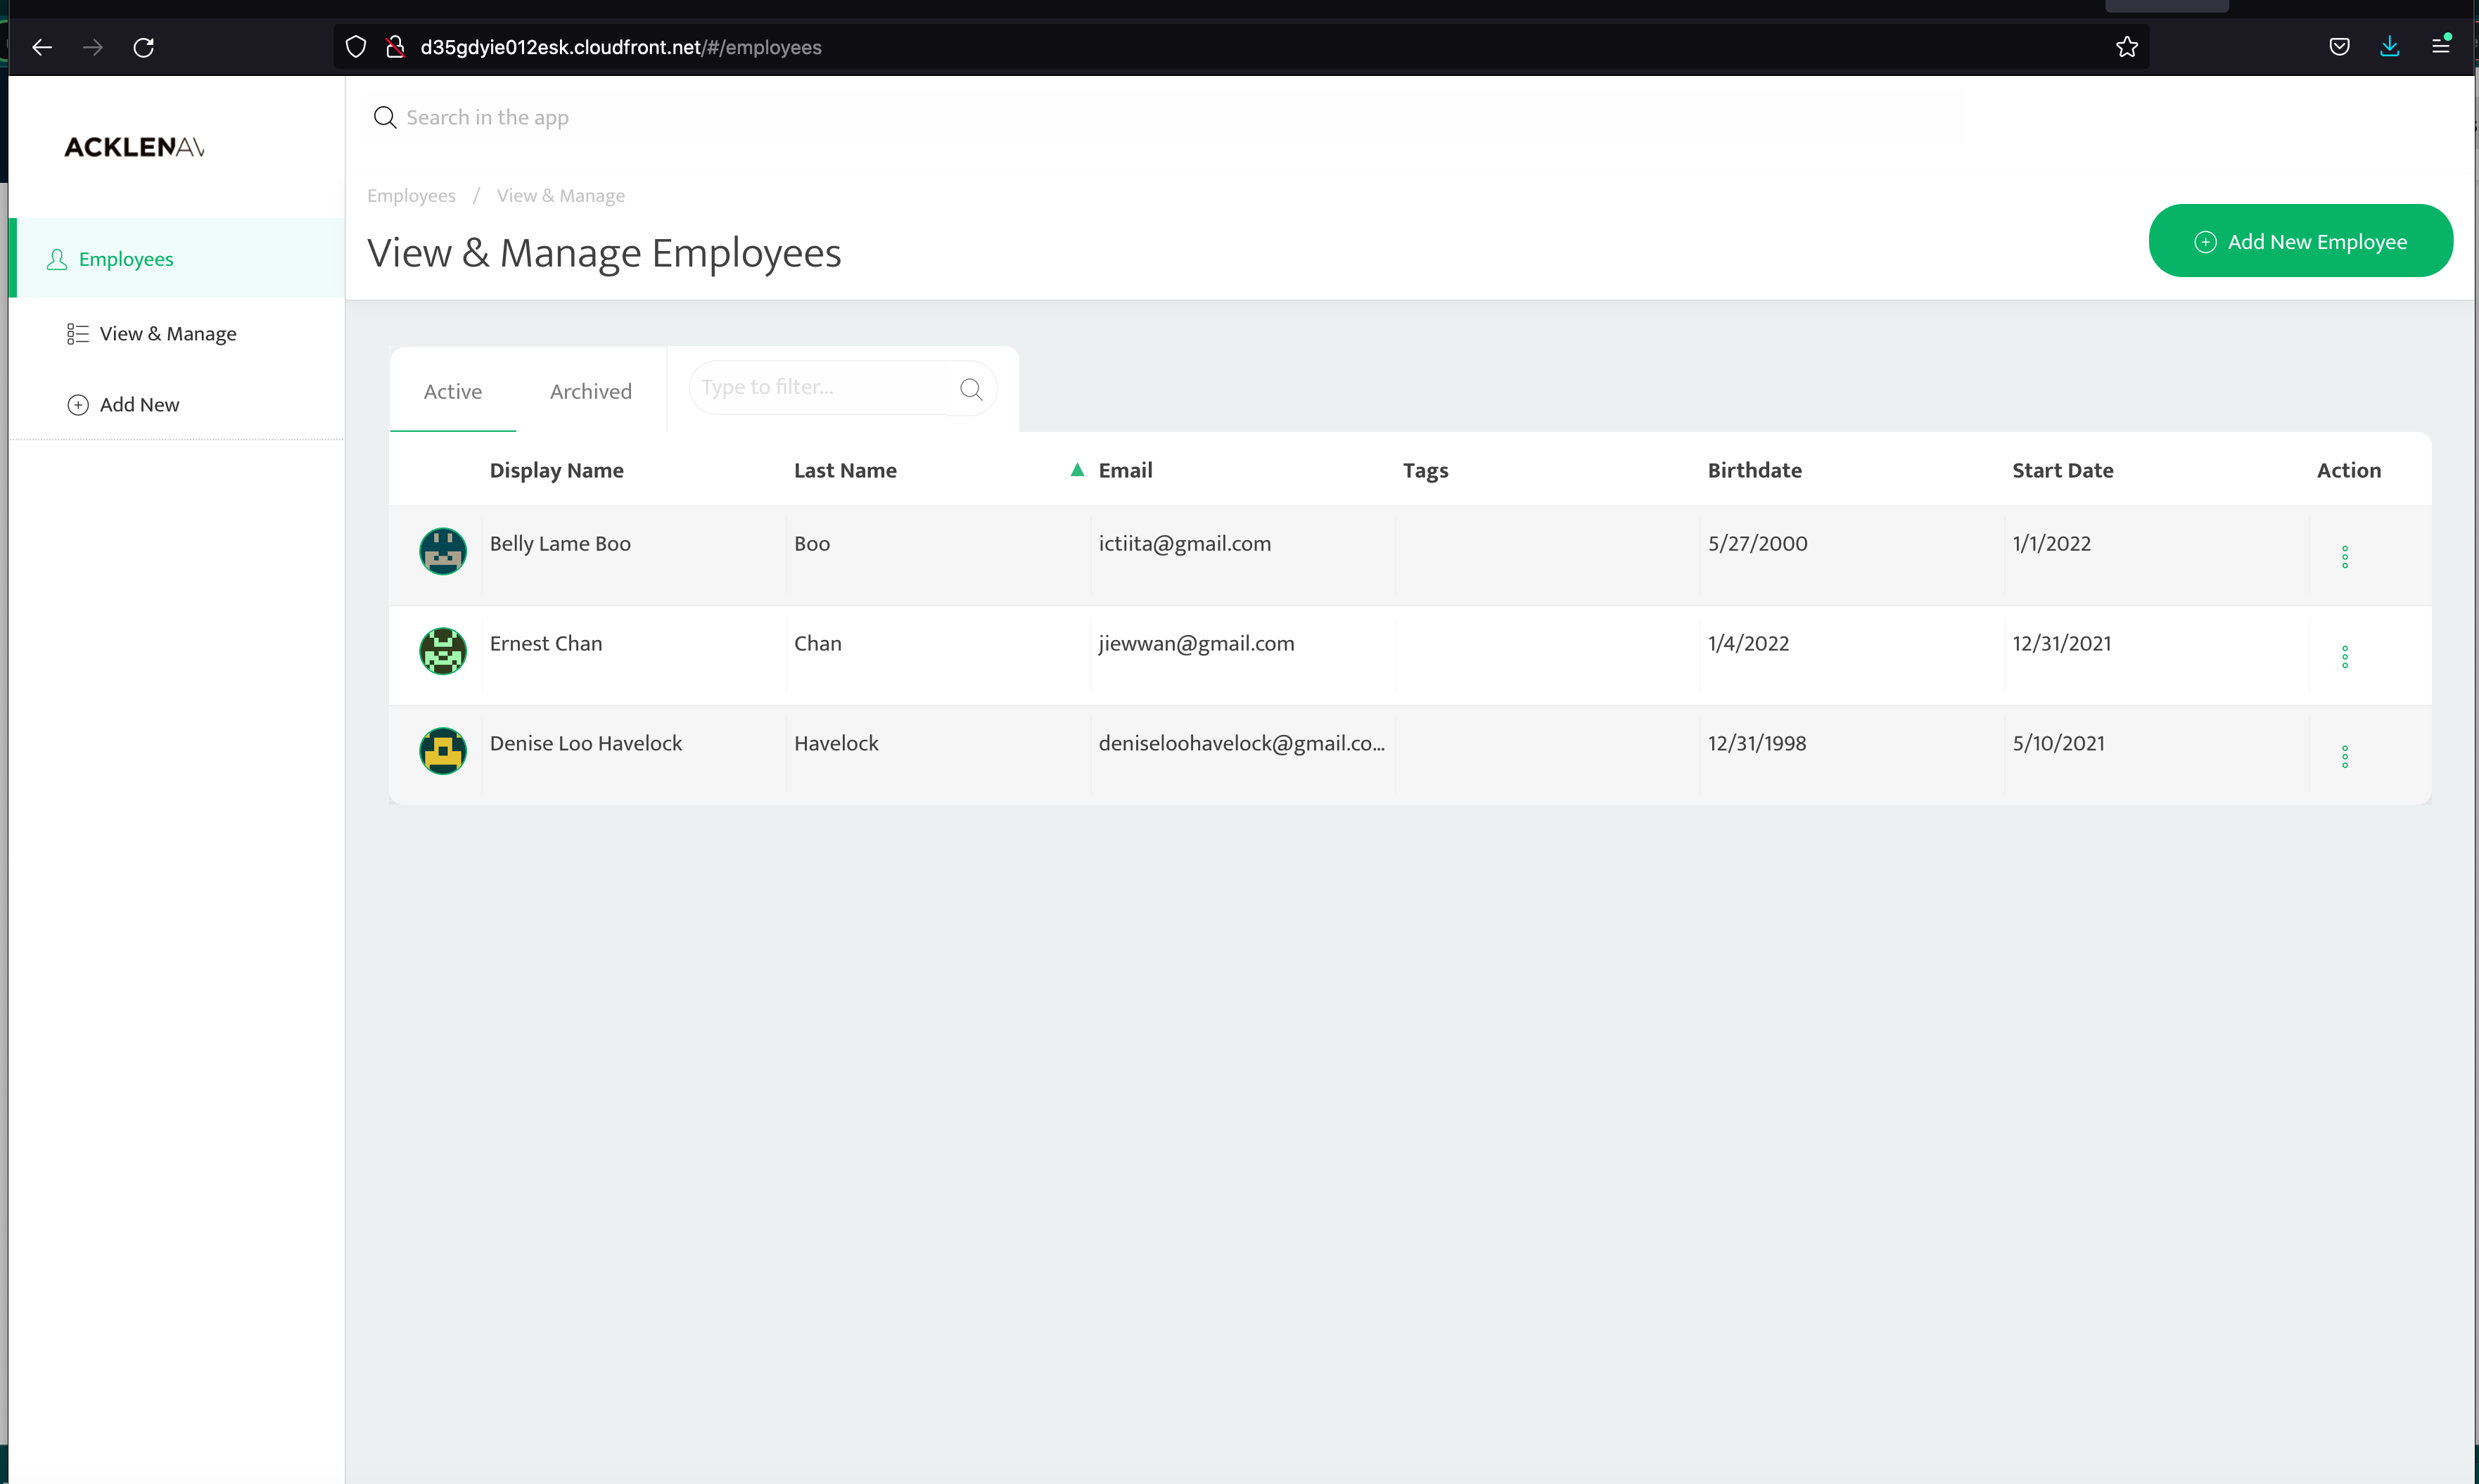 d35gdyie012esk.cloudfront.net/#/employees
ACKLENAV
Search in the app
Employees / View & Manage
View & Manage Employees
Add New Employee
Employees
View & Manage
Add New
Active Archived Type to filter...
Display Name Last Name Email Tags Birthdate Start Date Action
Belly Lame Boo Boo ictiita@gmail.com 5/27/2000 1/1/2022
Ernest Chan Chan jiewwan@gmail.com 1/4/2022 12/31/2021
Denise Loo Havelock Havelock deniseloohavelock@gmail.co... 12/31/1998 5/10/2021